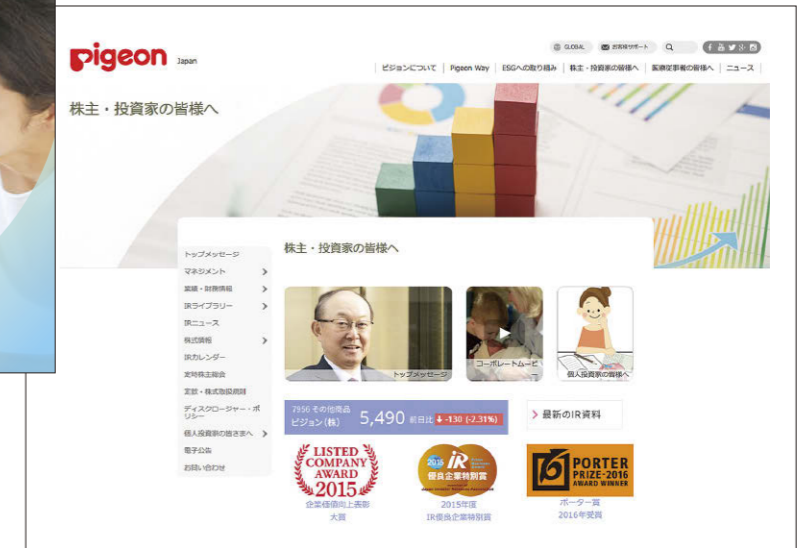 pigeon Japan
GLOBAL お客様サポート
ピジョンについて Pigeon Way ESGへの取り組み 株主・投資家の皆様へ 医療従事者の皆様へ ニュース
株主・投資家の皆様へ
トップメッセージ
マネジメント
業績・財務情報
IRライブラリー
IRニュース
株式情報
IRカレンダー
定時株主総会
定款・株式取扱規則
ディスクロージャー・ポ
リシー
個人投資家の皆さまへ
電子公告
お問い合わせ
株主・投資家の皆様へ
トップメッセージ
コーポレートムービー
個人投資家の皆様へ
7956 その他商品
ピジョン(株) 5,490 前日比 -130 (-2.31%)
最新のIR資料
LISTED
COMPANY
AWARD
2015
企業価値向上表彰
大賞
2015 IR
優良企業特別賞
2015年度
IR優良企業特別賞
PORTER
PRIZE-2016
AWARD WINNER
ポーター賞
2016年受賞